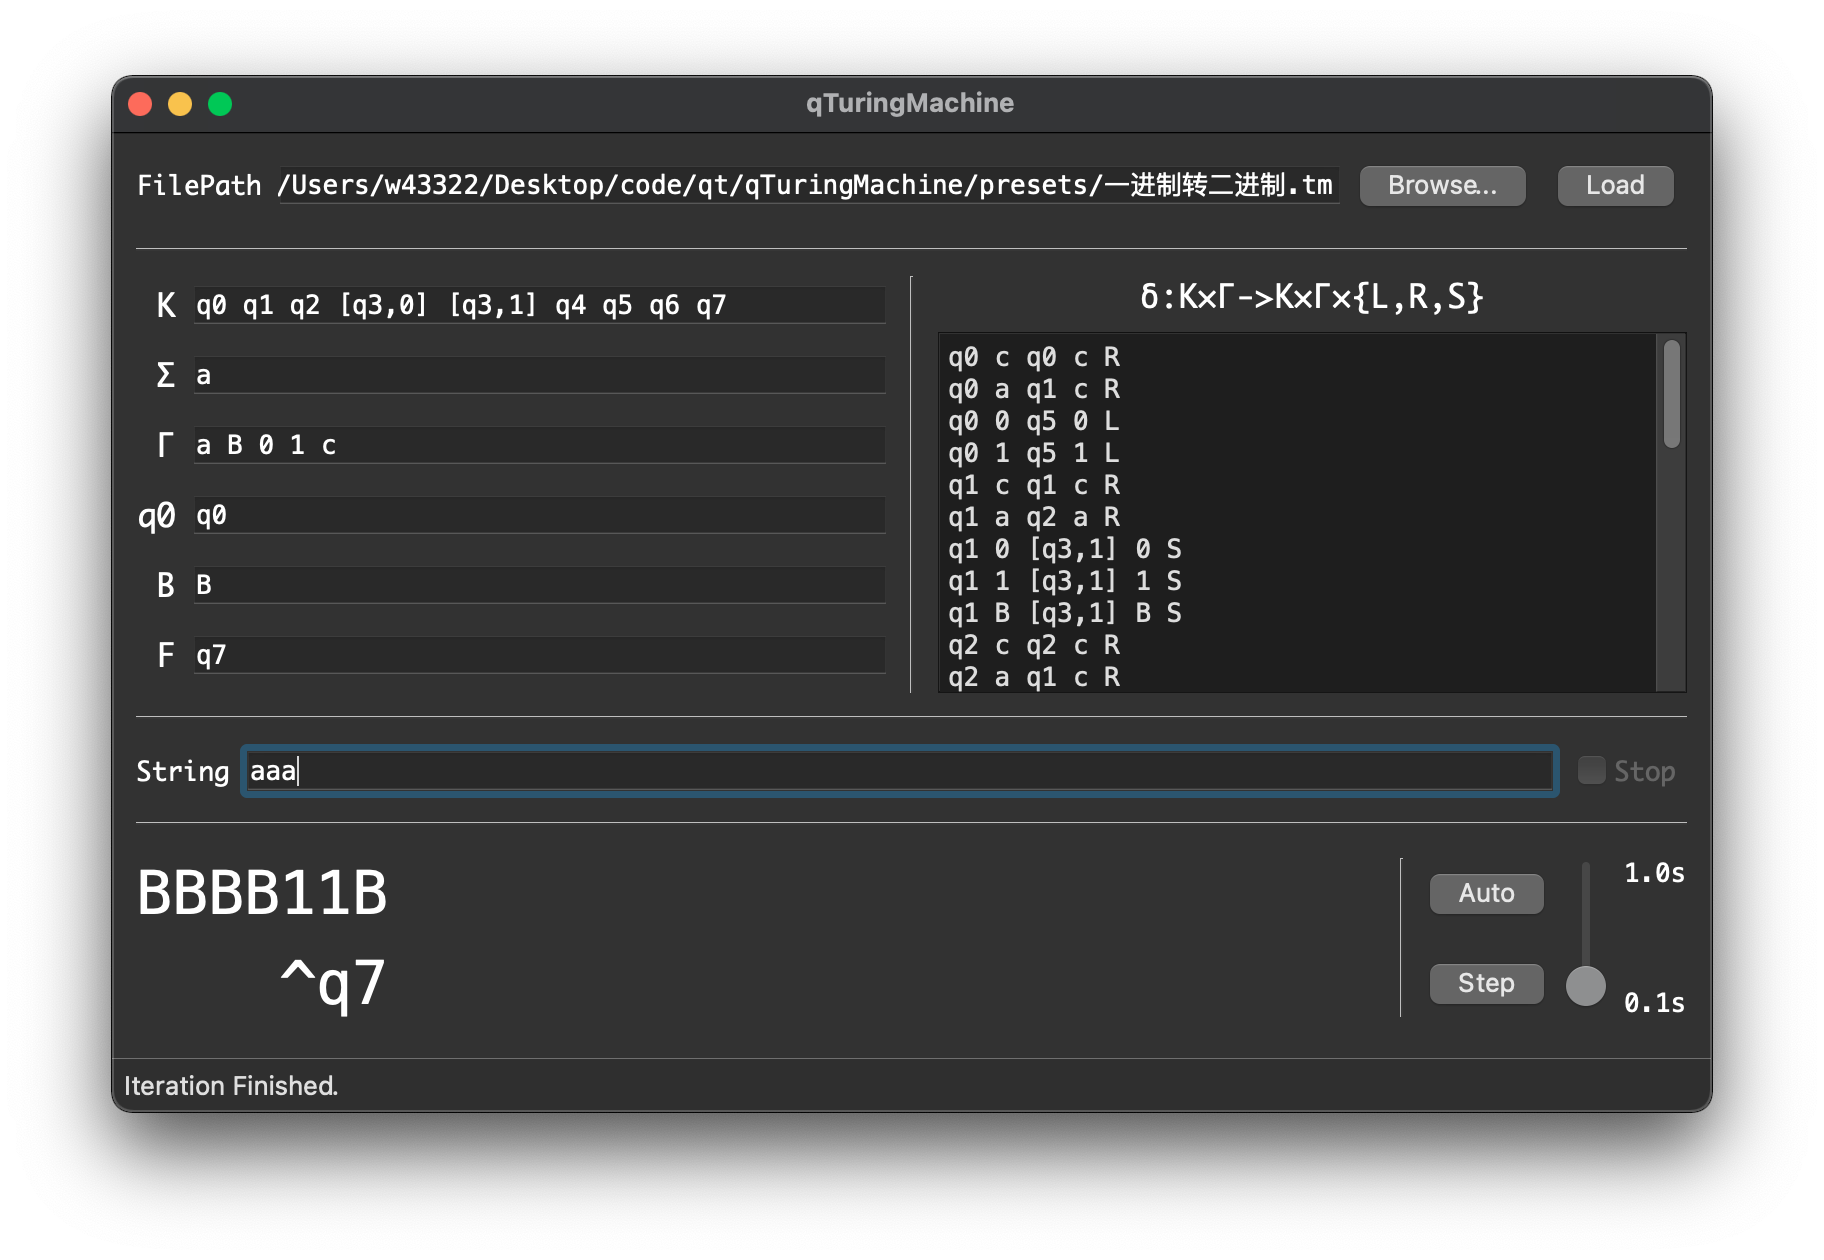 qTuringMachine
FilePath /Users/w43322/Desktop/code/qt/qTuringMachine/presets/一进制转二进制.tm Browse... Load
K q0 q1 q2 [q3,0] [q3,1] q4 q5 q6 q7
Σ a
Γ a B 0 1 c
q0 q0
B B
F q7
δ:K×Γ->K×Γ×{L,R,S}
q0 c q0 c R
q0 a q1 c R
q0 0 q5 0 L
q0 1 q5 1 L
q1 c q1 c R
q1 a q2 a R
q1 0 [q3,1] 0 S
q1 1 [q3,1] 1 S
q1 B [q3,1] B S
q2 c q2 c R
q2 a q1 c R
String aaa Stop
BBBB11B
^q7
Auto
Step
1.0s
0.1s
Iteration Finished.